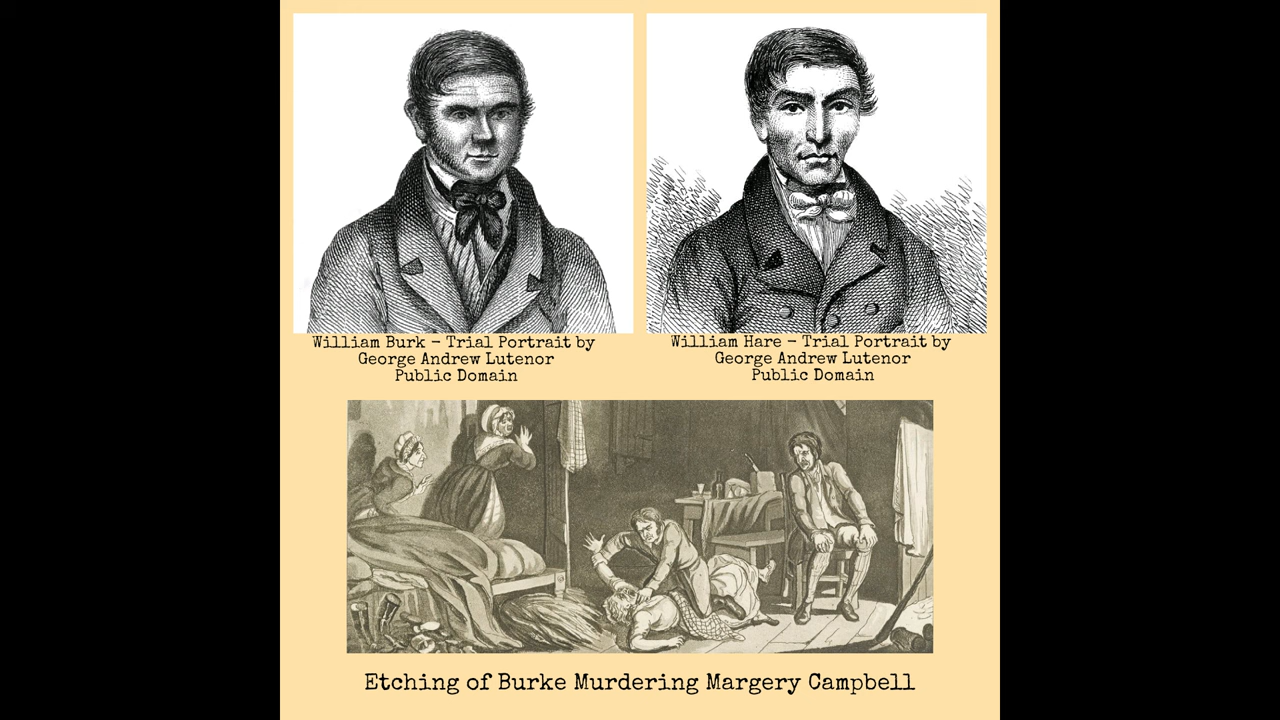 William Burk – Trial Portrait by
George Andrew Lutenor
Public Domain
William Hare – Trial Portrait by
George Andrew Lutenor
Public Domain
Etching of Burke Murdering Margery Campbell